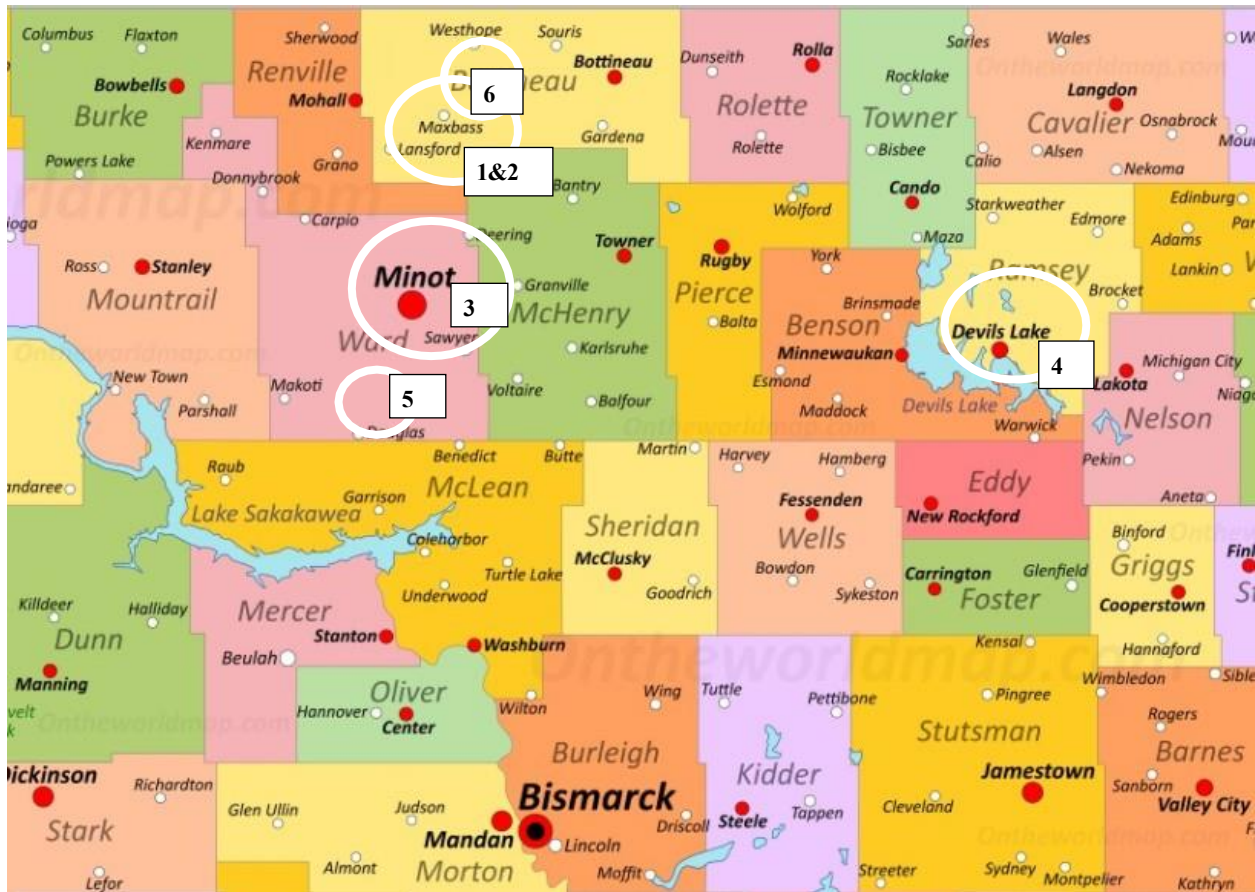 Columbus
Flaxton
Sherwood
Westhope
Souris
Sarles
Wales
Bowbells
Renville
Bottineau
Dunseith
Rolla
Rocklake
Langdon
Burke
Mohall
6
Rolette
Towner
Cavalier
Osnabrock
Kenmare
Maxbass
Gardena
Rolette
Bisbee
Calio
Alsen
Nekoma
Powers Lake
Grano
Lansford
1&2
Donnybrook
Bantry
Cando
Starkweather
Edmore
Edinburg
Carpio
Deering
Towner
Wolford
Maza
Adams
Ross
Stanley
Minot
Rugby
York
Ramsey
Lankin
Mountrail
Granville
3
McHenry
Pierce
Brinsmade
Brocket
Ward
Sawyer
Karlsruhe
Balta
Benson
Devils Lake
Minnewaukan
4
Michigan City
New Town
Makoti
5
Voltaire
Esmond
Lakota
Parshall
Balfour
Maddock
Devils Lake
Nelson
Douglas
Warwick
Benedict
Butte
Martin
Harvey
Hamberg
Pekin
Raub
McLean
Garrison
Fessenden
Eddy
Aneta
Lake Sakakawea
Sheridan
Wells
New Rockford
Binford
Coleharbor
McClusky
Turtle Lake
Goodrich
Bowdon
Sykeston
Carrington
Glenfield
Griggs
Killdeer
Halliday
Underwood
Foster
Cooperstown
Mercer
Dunn
Stanton
Washburn
Kensal
Hannaford
Beulah
Manning
Oliver
Wing
Tuttle
Pettibone
Pingree
Wimbledon
Hannover
Center
Wilton
Rogers
Burleigh
Stutsman
Barnes
Dickinson
Richardton
Bismarck
Kidder
Jamestown
Sanborn
Valley City
Glen Ullin
Judson
Driscoll
Steele
Tappen
Cleveland
Stark
Mandan
Lincoln
Almont
Morton
Moffit
Streeter
Sydney
Montpelier
Kathryn
Lefor
Ontheworldmap.com